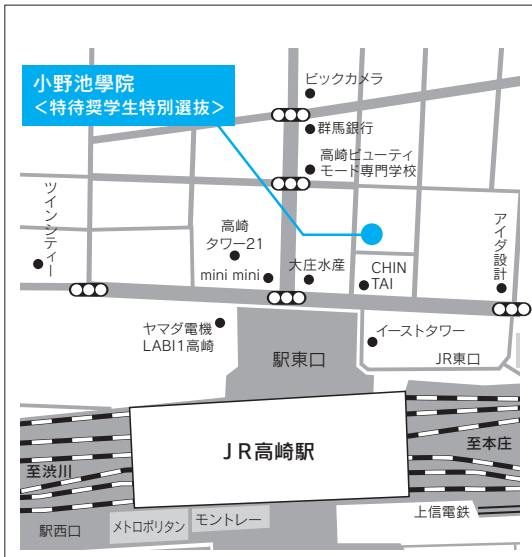 小野池學院
<特待奨学生特別選抜>
ビックカメラ
群馬銀行
高崎ビューティ
モード専門学校
ツインシティー
高崎
タワー21
mini mini
大庄水産
CHIN
TAI
アイダ設計
ヤマダ電機
LABI1高崎
イーストタワー
駅東口
JR東口
JR高崎駅
至渋川
至本庄
上信電鉄
駅西口
メトロポリタン
モントレー